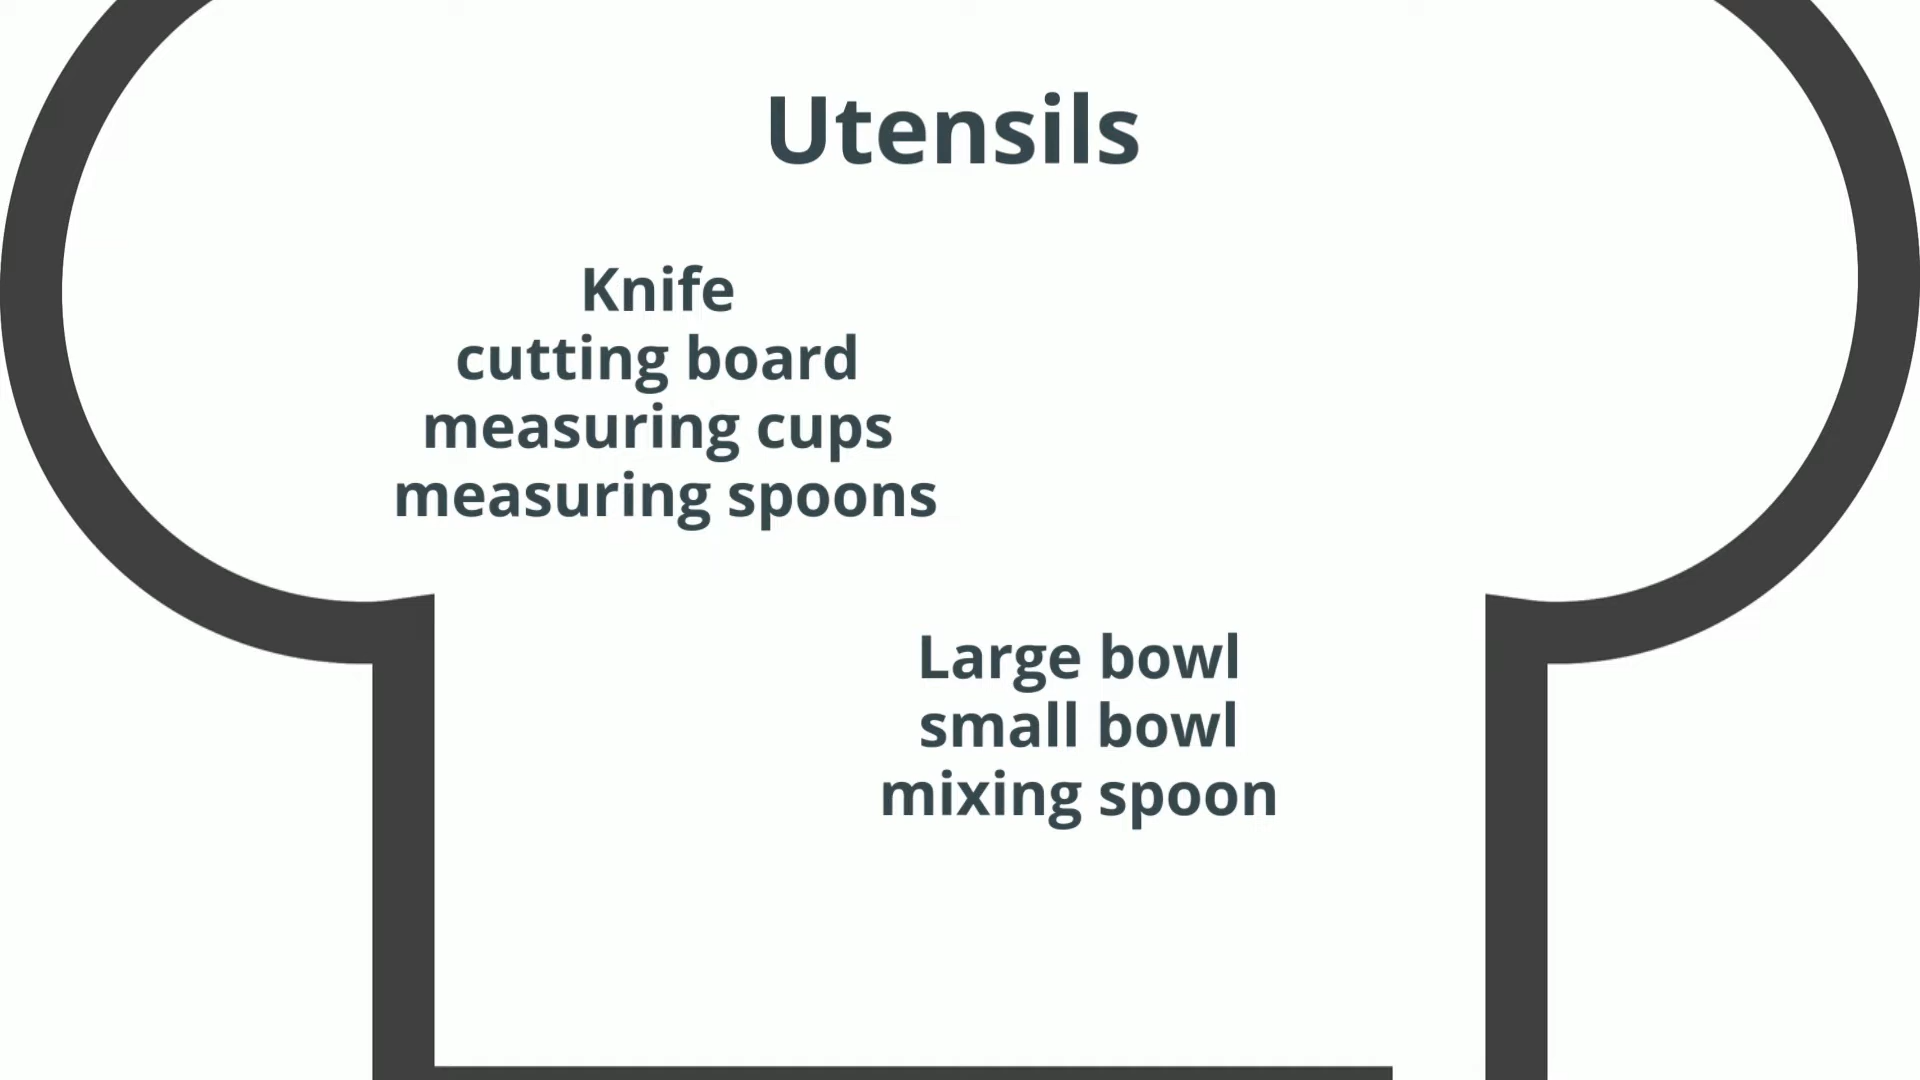 Utensils
Knife
cutting board
measuring cups
measuring spoons
Large bowl
small bowl
mixing spoon